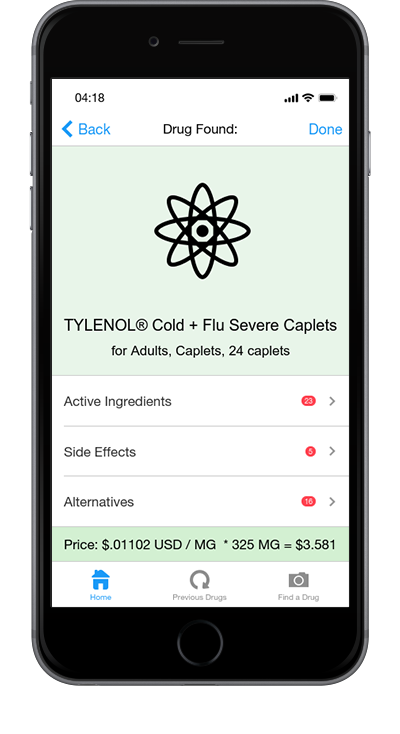 04:18
Back Drug Found: Done
TYLENOL® Cold + Flu Severe Caplets
for Adults, Caplets, 24 caplets
Active Ingredients 23
Side Effects 5
Alternatives 16
Price: $.01102 USD / MG * 325 MG = $3.581
Home Previous Drugs Find a Drug